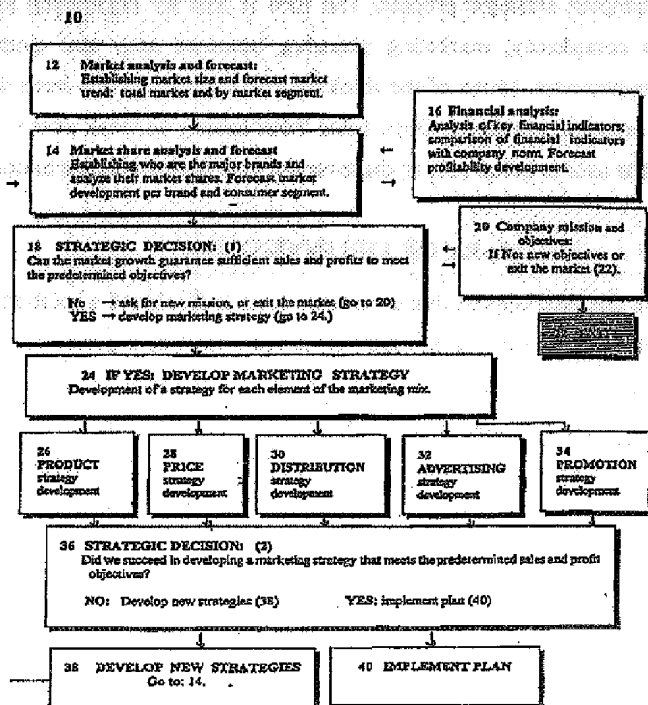 10
12 Market analysis and forecast:
Establishing market size and forecast market
trend: total market and by market segment.
14 Market share analysis and forecast
Establishing who are the major brands and
analyze their market shares. Forecast market
development per brand and consumer segment.
16 Financial analysis:
Analysis of key financial indicators;
comparison of financial indicators
with company norm. Forecast
profitability development.
18 STRATEGIC DECISION: (1)
Can the market growth guarantee sufficient sales and profits to meet
the predetermined objectives?
No → ask for new mission, or exit the market (go to 20)
YES → develop marketing strategy (go to 24.)
20 Company mission and
objectives:
If No: new objectives or
exit the market (22).
24 IF YES: DEVELOP MARKETING STRATEGY
Development of a strategy for each element of the marketing mix.
26
PRODUCT
strategy
development
28
PRICE
strategy
development
30
DISTRIBUTION
strategy
development
32
ADVERTISING
strategy
development
34
PROMOTION
strategy
development
36 STRATEGIC DECISION: (2)
Did we succeed in developing a marketing strategy that meets the predetermined sales and profit
objectives?
NO: Develop new strategies (38) YES: implement plan (40)
38 DEVELOP NEW STRATEGIES
Go to: 14.
40 IMPLEMENT PLAN